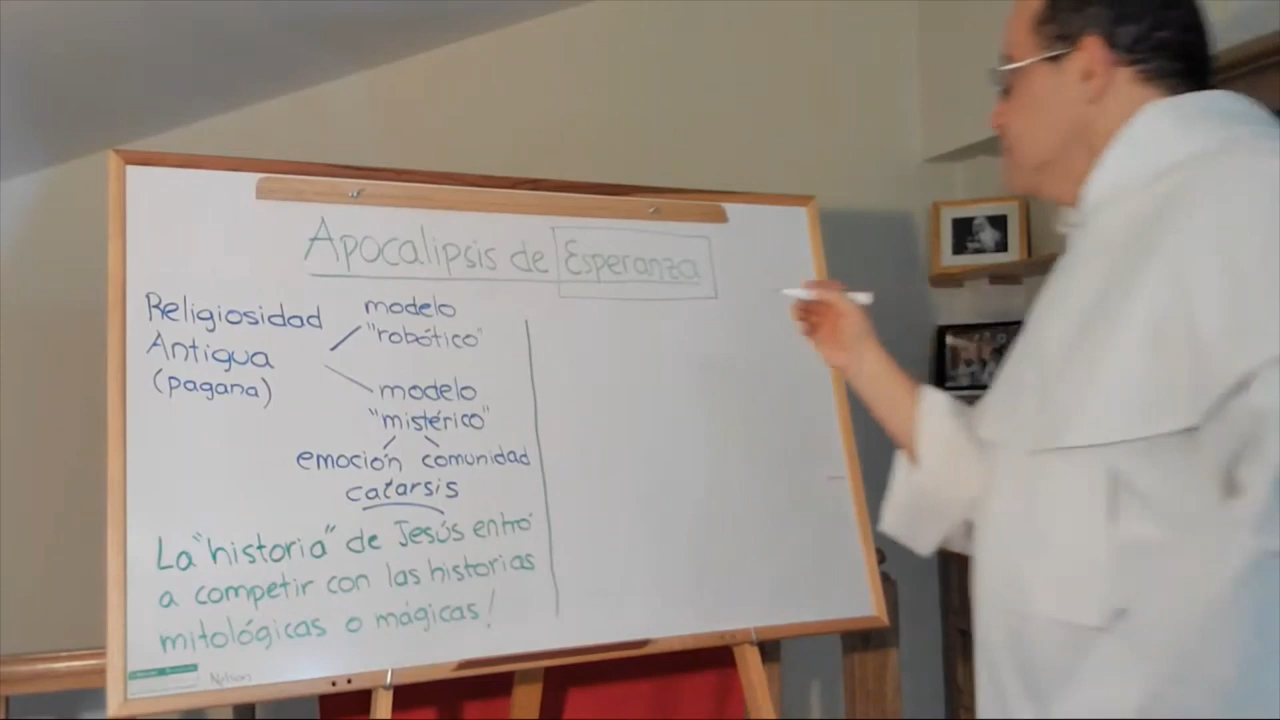 Apocalipsis de Esperanza
Religiosidad
Antigua
(pagana)
modelo
"robótico"
modelo
"mistérico"
emoción comunidad
catarsis
La "historia" de Jesús entró
a competir con las historias
mitológicas o mágicas!
Nelson